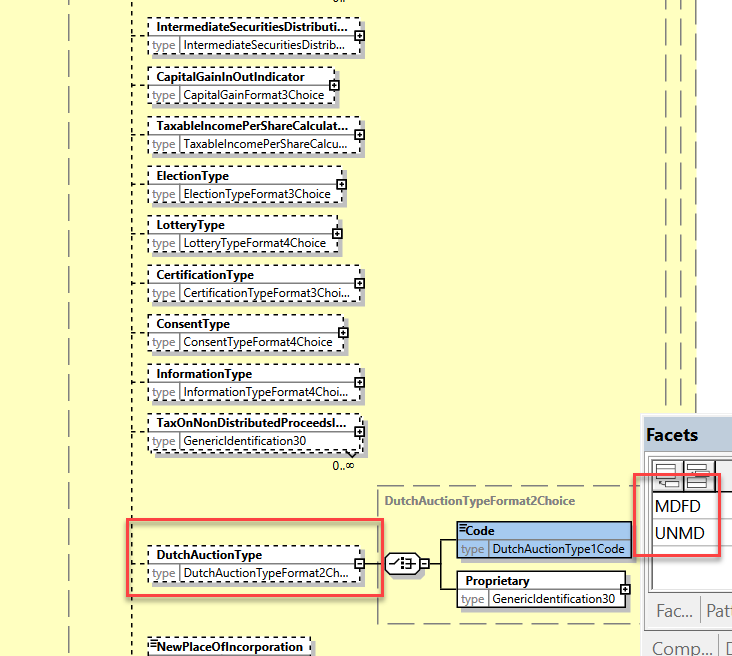 0..∞
IntermediateSecuritiesDistributi...
type IntermediateSecuritiesDistrib...
CapitalGainInOutIndicator
type CapitalGainFormat3Choice
TaxableIncomePerShareCalculat...
type TaxableIncomePerShareCalcu...
ElectionType
type ElectionTypeFormat3Choice
LotteryType
type LotteryTypeFormat4Choice
CertificationType
type CertificationTypeFormat3Choi...
ConsentType
type ConsentTypeFormat4Choice
InformationType
type InformationTypeFormat4Choi...
TaxOnNonDistributedProceedsI...
type GenericIdentification30
0..∞
Facets
MDFD
UNMD
DutchAuctionTypeFormat2Choice
Code
type DutchAuctionType1Code
DutchAuctionType
type DutchAuctionTypeFormat2Ch...
Proprietary
type GenericIdentification30
Fac... Patt
NewPlaceOfIncorporation
Comp...